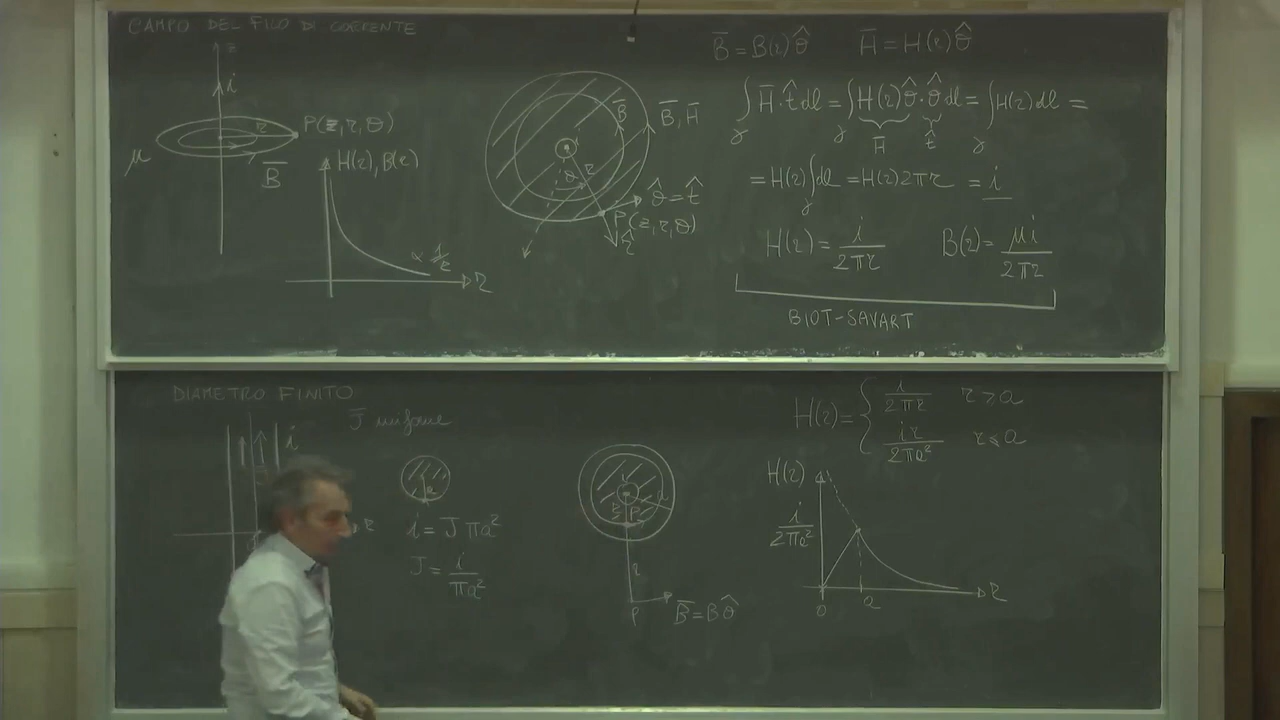 CAMPO DEL FILO DI CORRENTE
z
i
r
P(z,r,θ)
μ
B̅
H(r), B(r)
∝ 1/r
r
B̅
B̅, H̅
i
θ
r
θ̂ = t̂
P(z,r,θ)
r̂
B̅ = B(r) θ̂ H̅ = H(r) θ̂
∫γ H̅ · t̂ dl = ∫γ H(r) θ̂ · θ̂ dl = ∫γ H(r) dl =
H̅ t̂
= H(r) ∫γ dl = H(r) 2πr = i
H(r) = i/2πr B(r) = μi/2πr
BIOT-SAVART
DIAMETRO FINITO
J̅ uniforme
i
r
a
i = J πa²
J = i/πa²
r
P
r
P
B̅ = B θ̂
H(r) = { i/2πr r ≥ a
ir/2πa² r ≤ a
H(r)
i/2πa²
0 a r